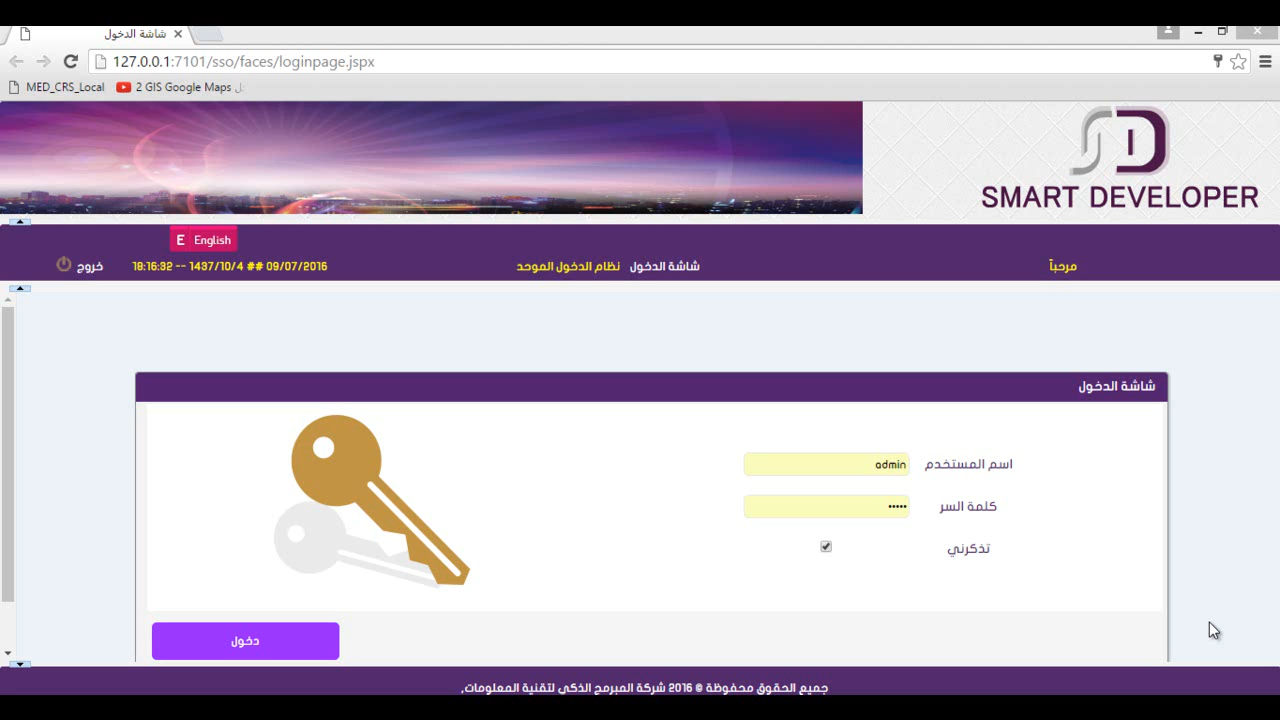 شاشة الدخول
127.0.0.1:7101/sso/faces/loginpage.jspx
MED_CRS_Local
2 GIS Google Maps
SMART DEVELOPER
E English
مرحباً
شاشة الدخول
نظام الدخول الموحد
18:16:32 -- 1437/10/4 ## 09/07/2016
خروج
شاشة الدخول
اسم المستخدم admin
كلمة السر •••••
تذكرني
دخول
جميع الحقوق محفوظة © 2016 شركة المبرمج الذكي لتقنية المعلومات,